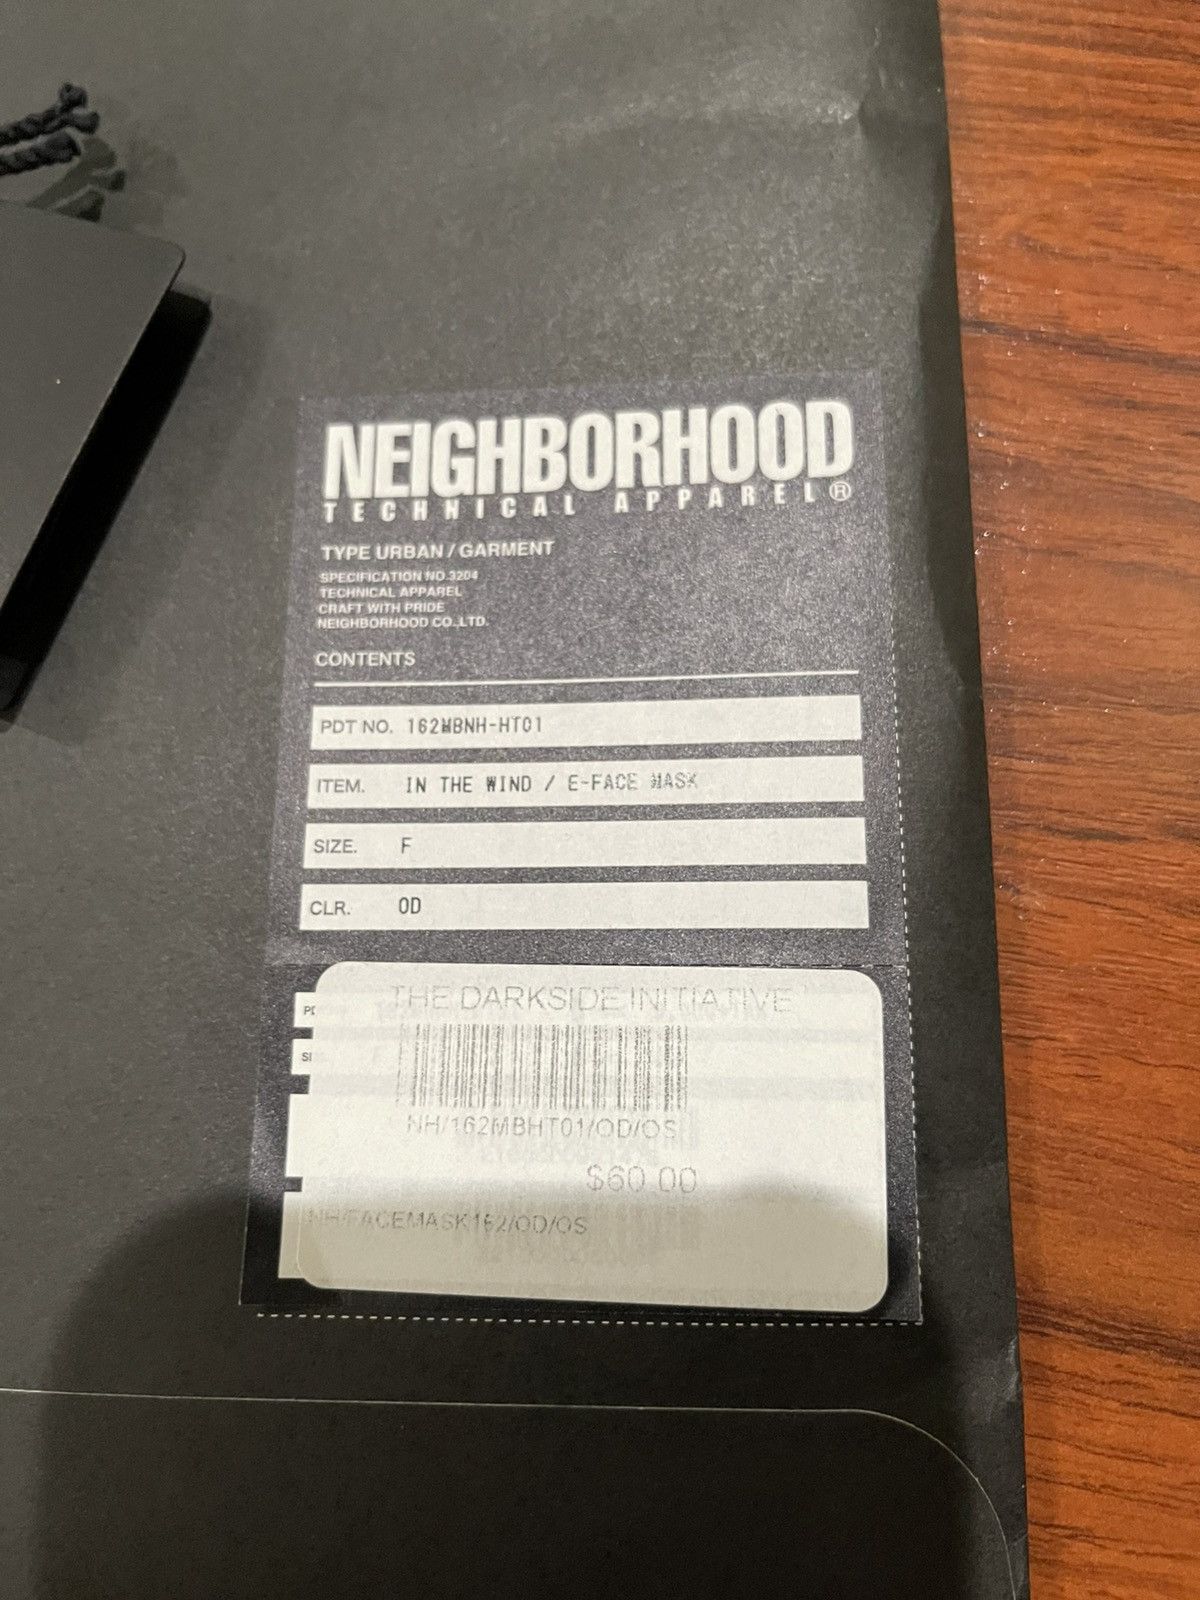 NEIGHBORHOOD
TECHNICAL APPAREL®
TYPE URBAN / GARMENT
SPECIFICATION NO.3204
TECHNICAL APPAREL
CRAFT WITH PRIDE
NEIGHBORHOOD CO.,LTD.
CONTENTS
PDT NO. 162MBNH-HT01
ITEM. IN THE WIND / E-FACE MASK
SIZE. F
CLR. OD
THE DARKSIDE INITIATIVE
NH/162MBHT01/OD/OS
$60.00
NH/FACEMASK162/OD/OS